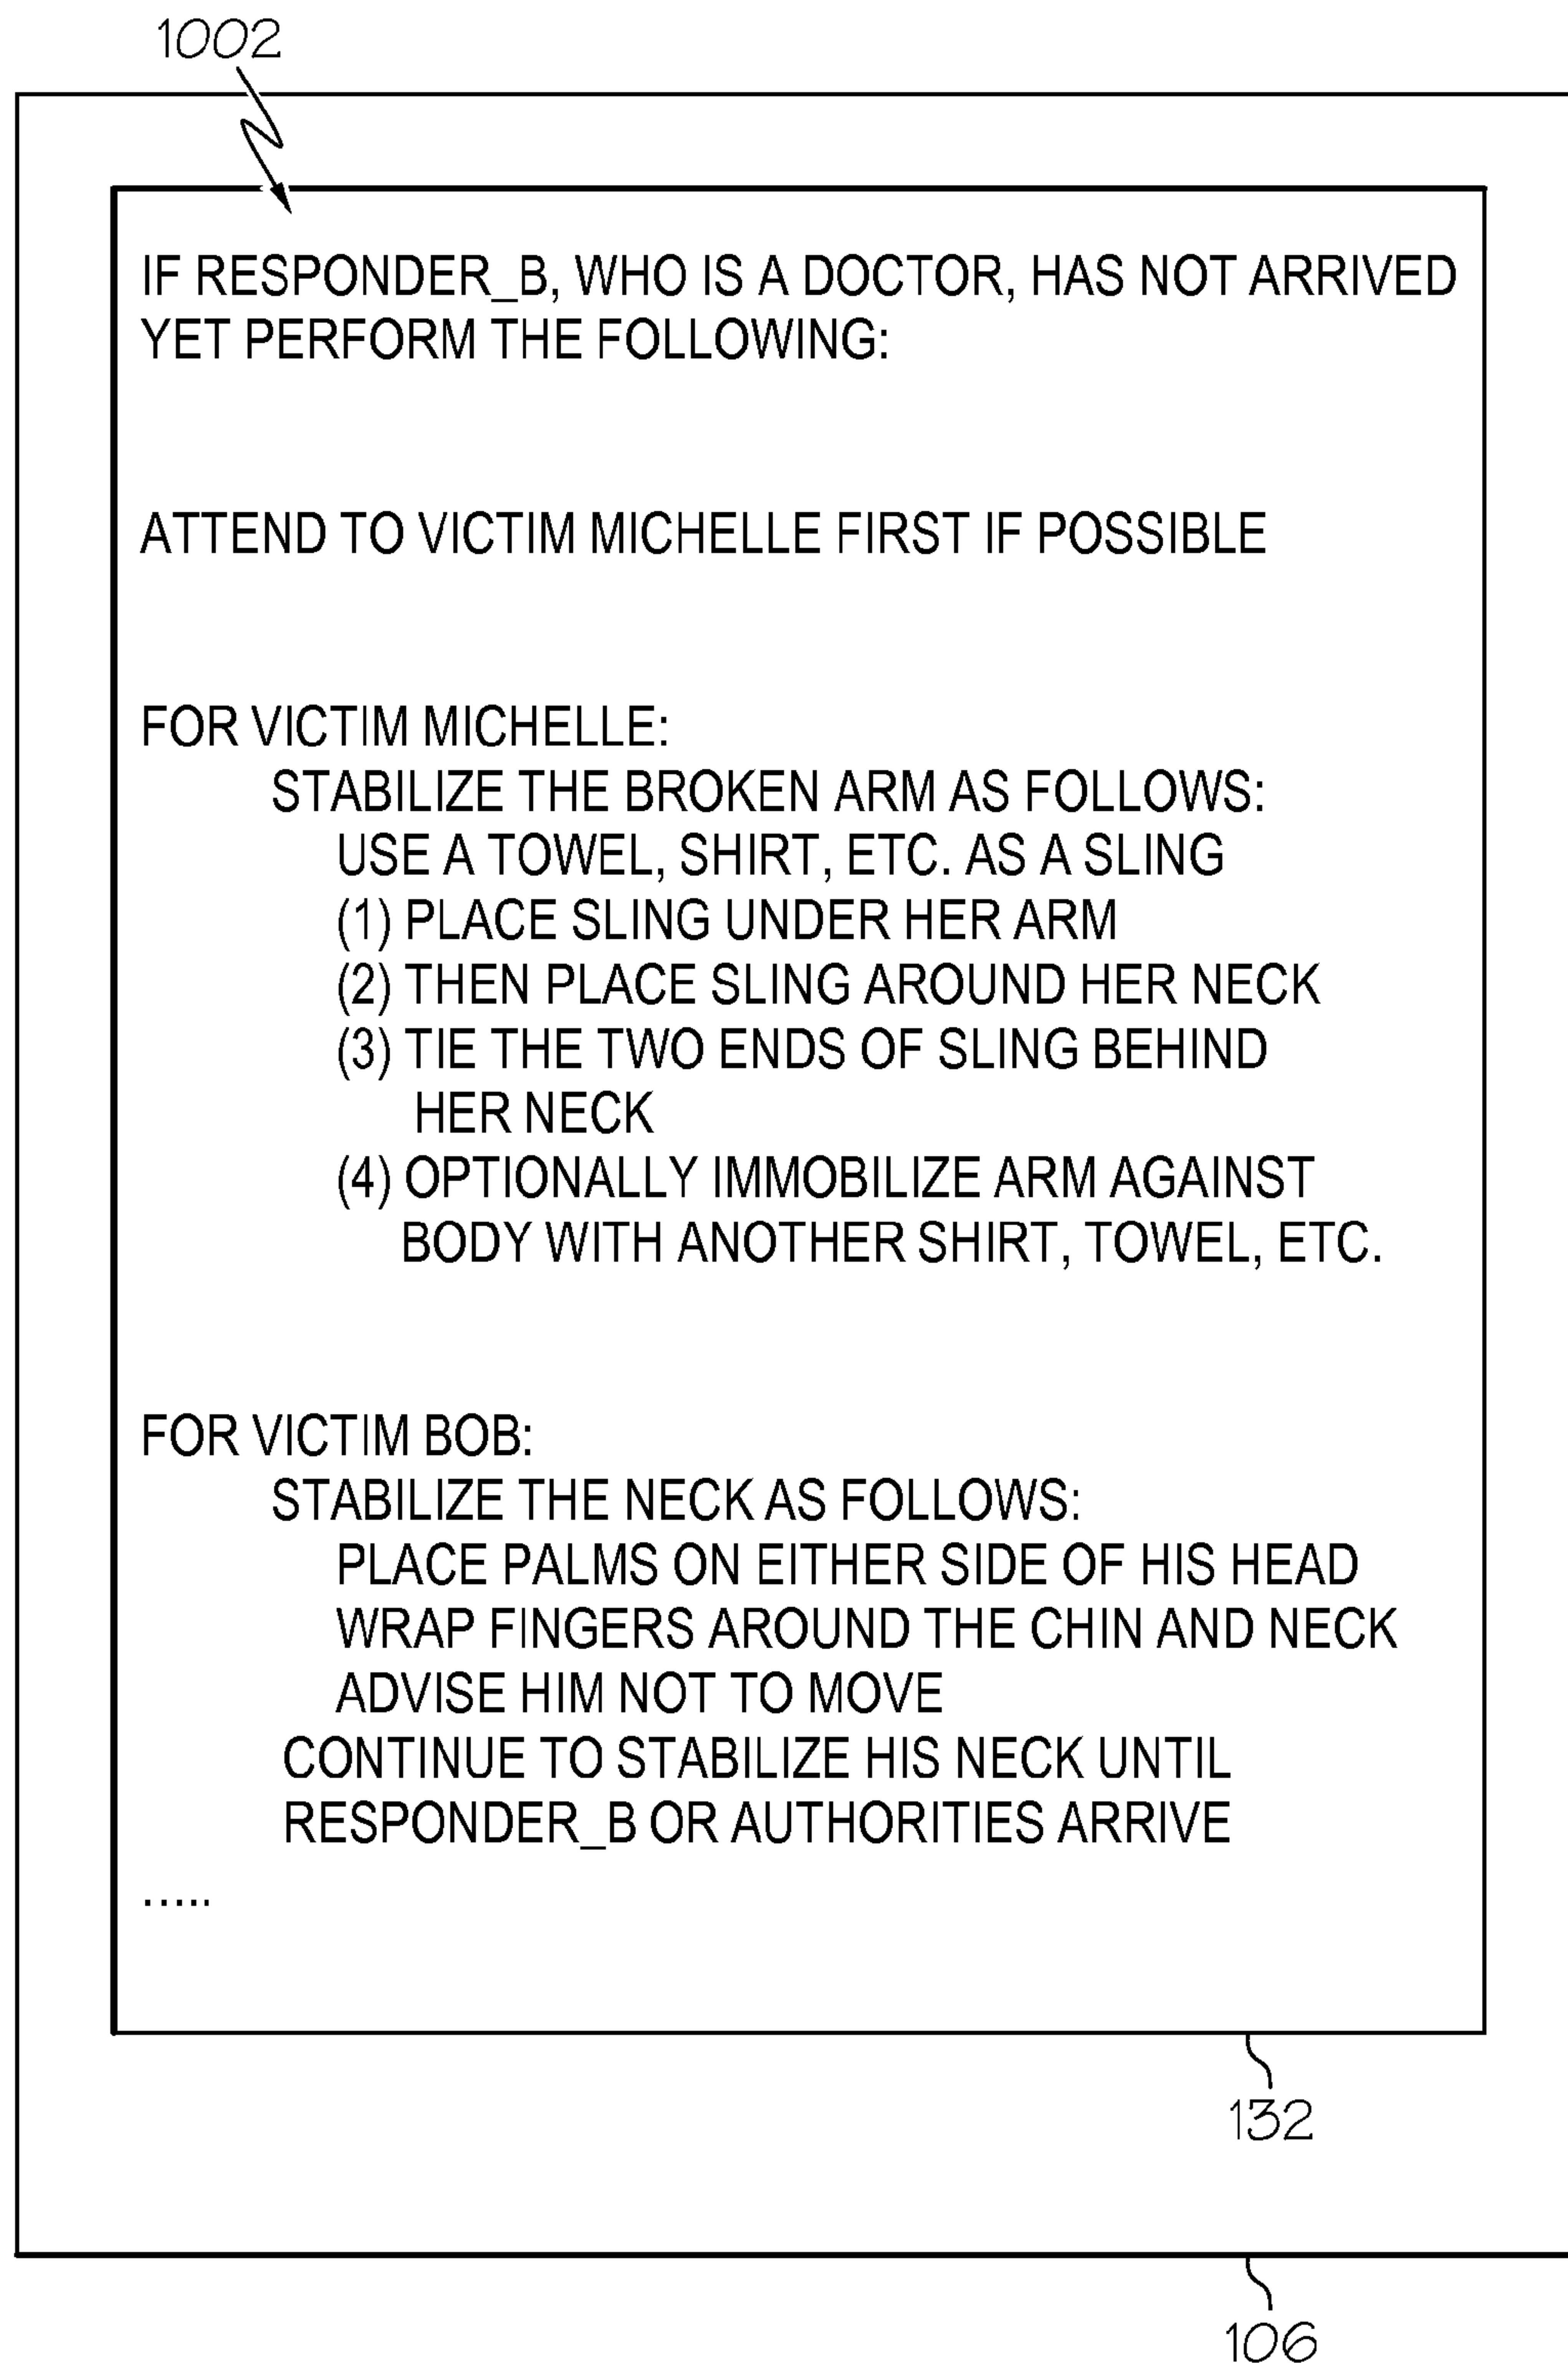 1002
IF RESPONDER_B, WHO IS A DOCTOR, HAS NOT ARRIVED
YET PERFORM THE FOLLOWING:
ATTEND TO VICTIM MICHELLE FIRST IF POSSIBLE
FOR VICTIM MICHELLE:
STABILIZE THE BROKEN ARM AS FOLLOWS:
USE A TOWEL, SHIRT, ETC. AS A SLING
(1) PLACE SLING UNDER HER ARM
(2) THEN PLACE SLING AROUND HER NECK
(3) TIE THE TWO ENDS OF SLING BEHIND
HER NECK
(4) OPTIONALLY IMMOBILIZE ARM AGAINST
BODY WITH ANOTHER SHIRT, TOWEL, ETC.
FOR VICTIM BOB:
STABILIZE THE NECK AS FOLLOWS:
PLACE PALMS ON EITHER SIDE OF HIS HEAD
WRAP FINGERS AROUND THE CHIN AND NECK
ADVISE HIM NOT TO MOVE
CONTINUE TO STABILIZE HIS NECK UNTIL
RESPONDER_B OR AUTHORITIES ARRIVE
.....
132
106